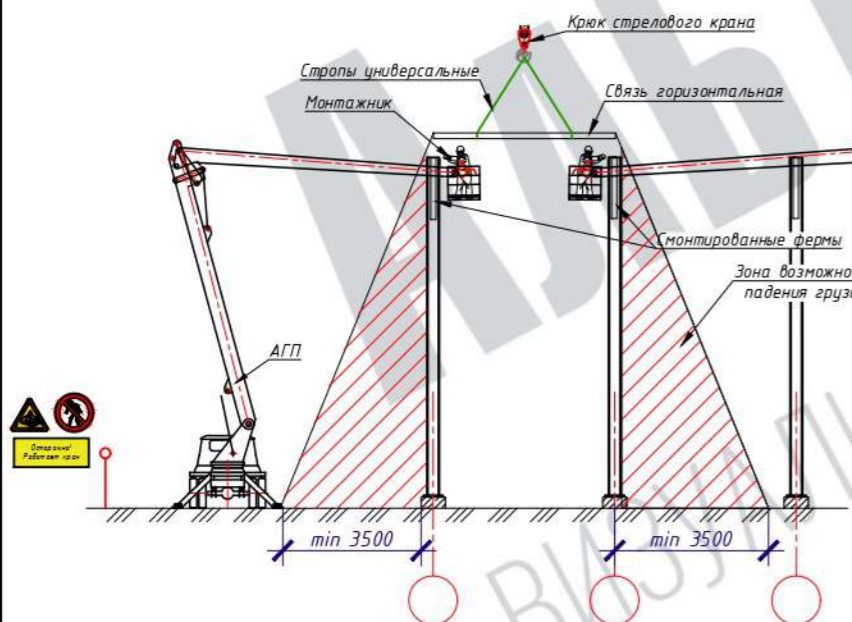 Крюк стрелового крана
Стропы универсальные
Связь горизонтальная
Монтажник
Смонтированные фермы
Зона возможно
падения груз
АГП
Осторожно!
Работает кран
min 3500
min 3500